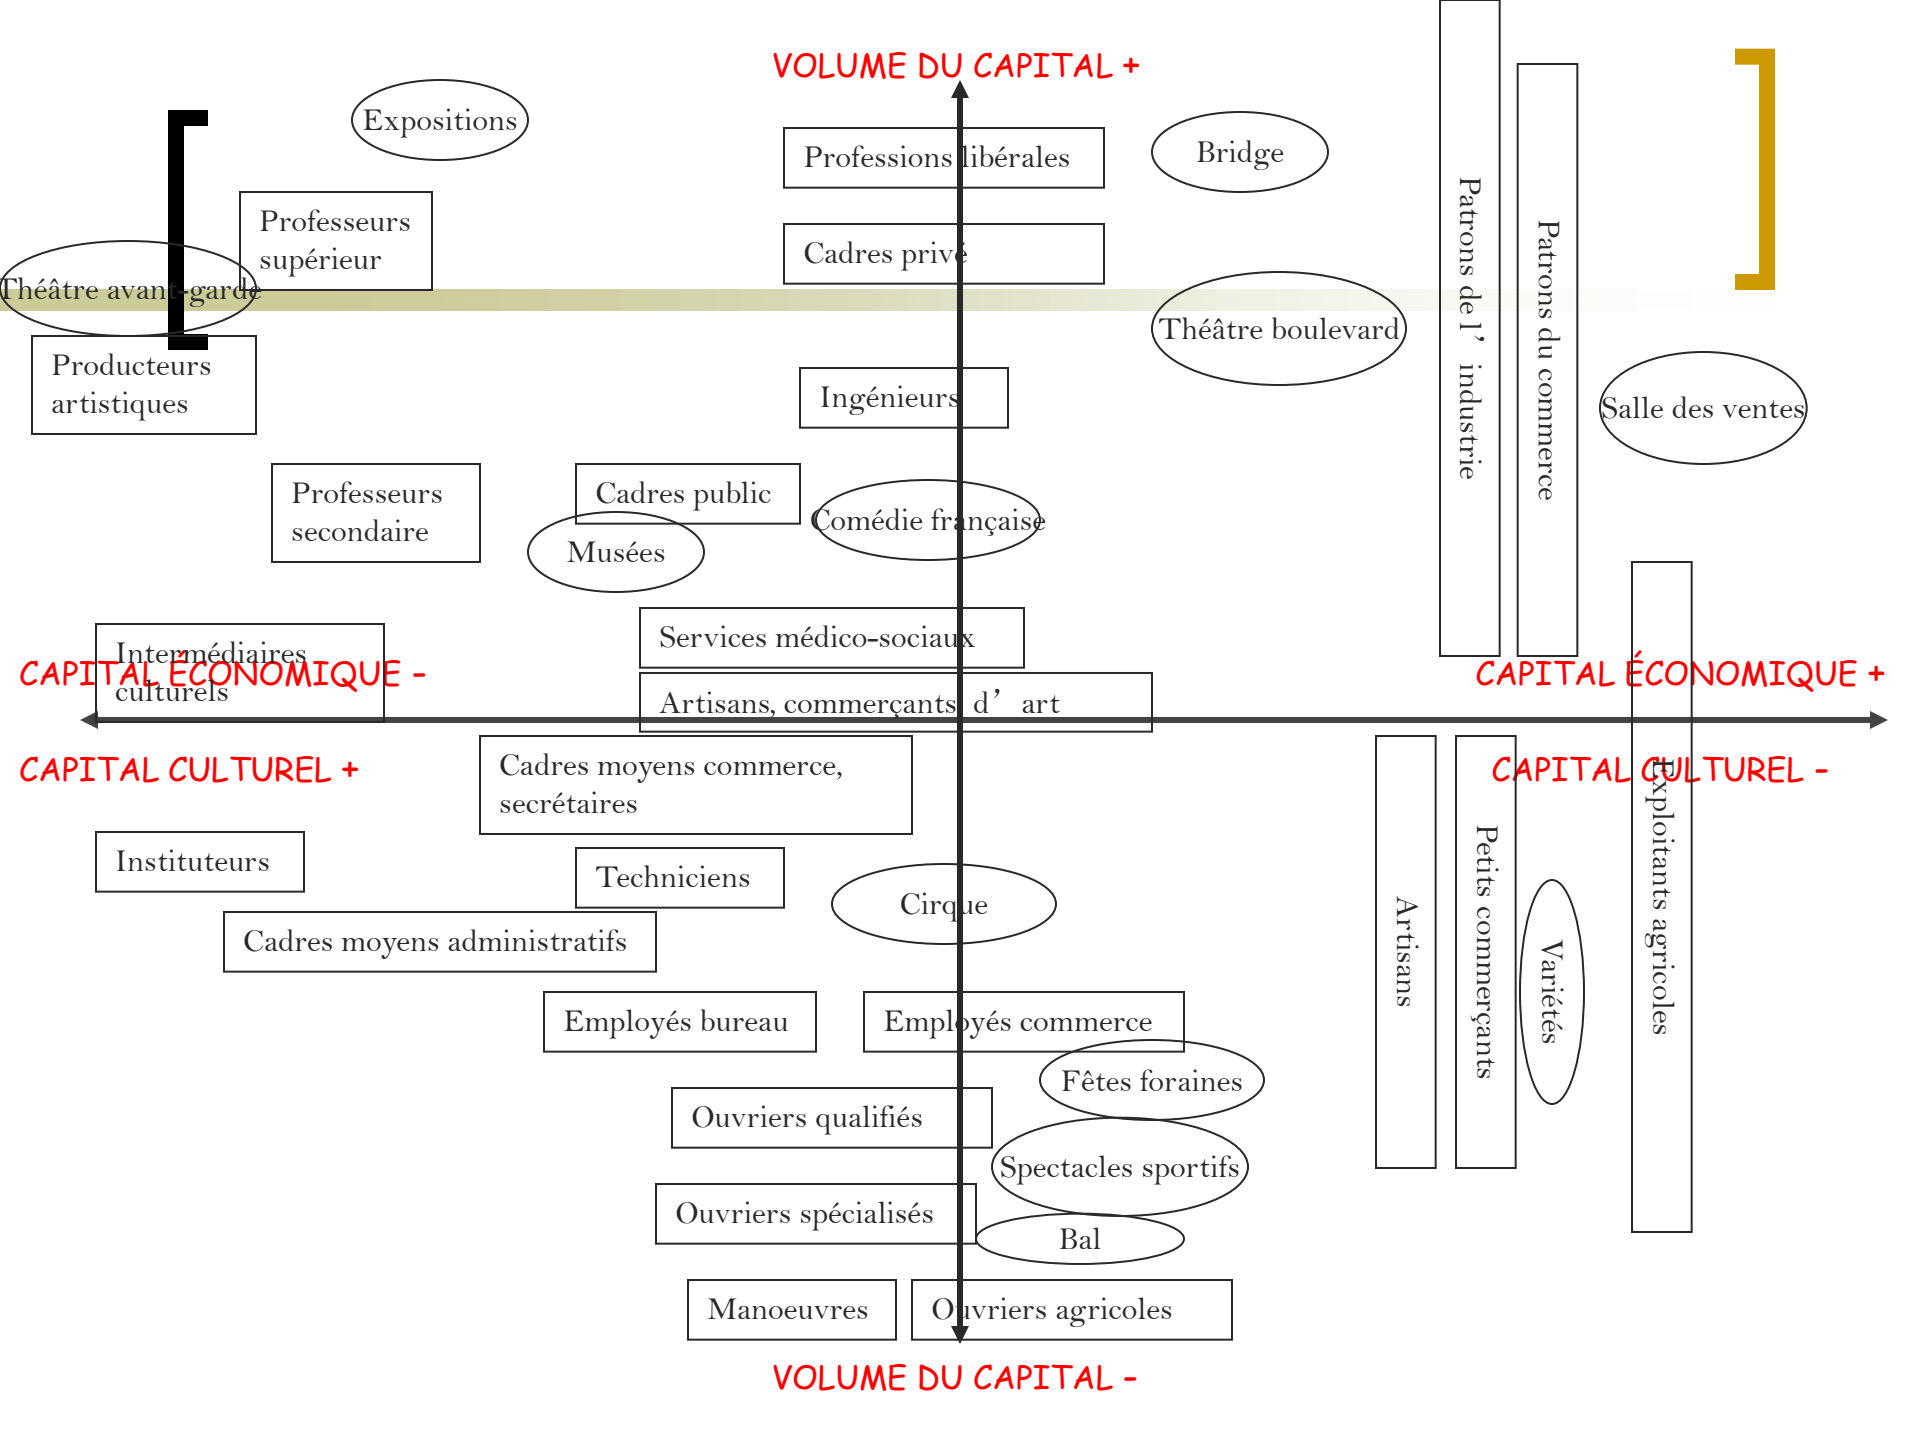 VOLUME DU CAPITAL +
Expositions
Professions libérales
Bridge
Professeurs
supérieur
Cadres privé
Théâtre avant-garde
Théâtre boulevard
Patrons de l’industrie
Patrons du commerce
Producteurs
artistiques
Ingénieurs
Salle des ventes
Professeurs
secondaire
Cadres public
Comédie française
Musées
Services médico-sociaux
Intermédiaires
culturels
CAPITAL ÉCONOMIQUE -
CAPITAL ÉCONOMIQUE +
Artisans, commerçants d’art
CAPITAL CULTUREL +
CAPITAL CULTUREL -
Cadres moyens commerce,
secrétaires
Instituteurs
Techniciens
Cirque
Artisans
Petits commerçants
Variétés
Exploitants agricoles
Cadres moyens administratifs
Employés bureau
Employés commerce
Fêtes foraines
Ouvriers qualifiés
Spectacles sportifs
Ouvriers spécialisés
Bal
Manoeuvres
Ouvriers agricoles
VOLUME DU CAPITAL -